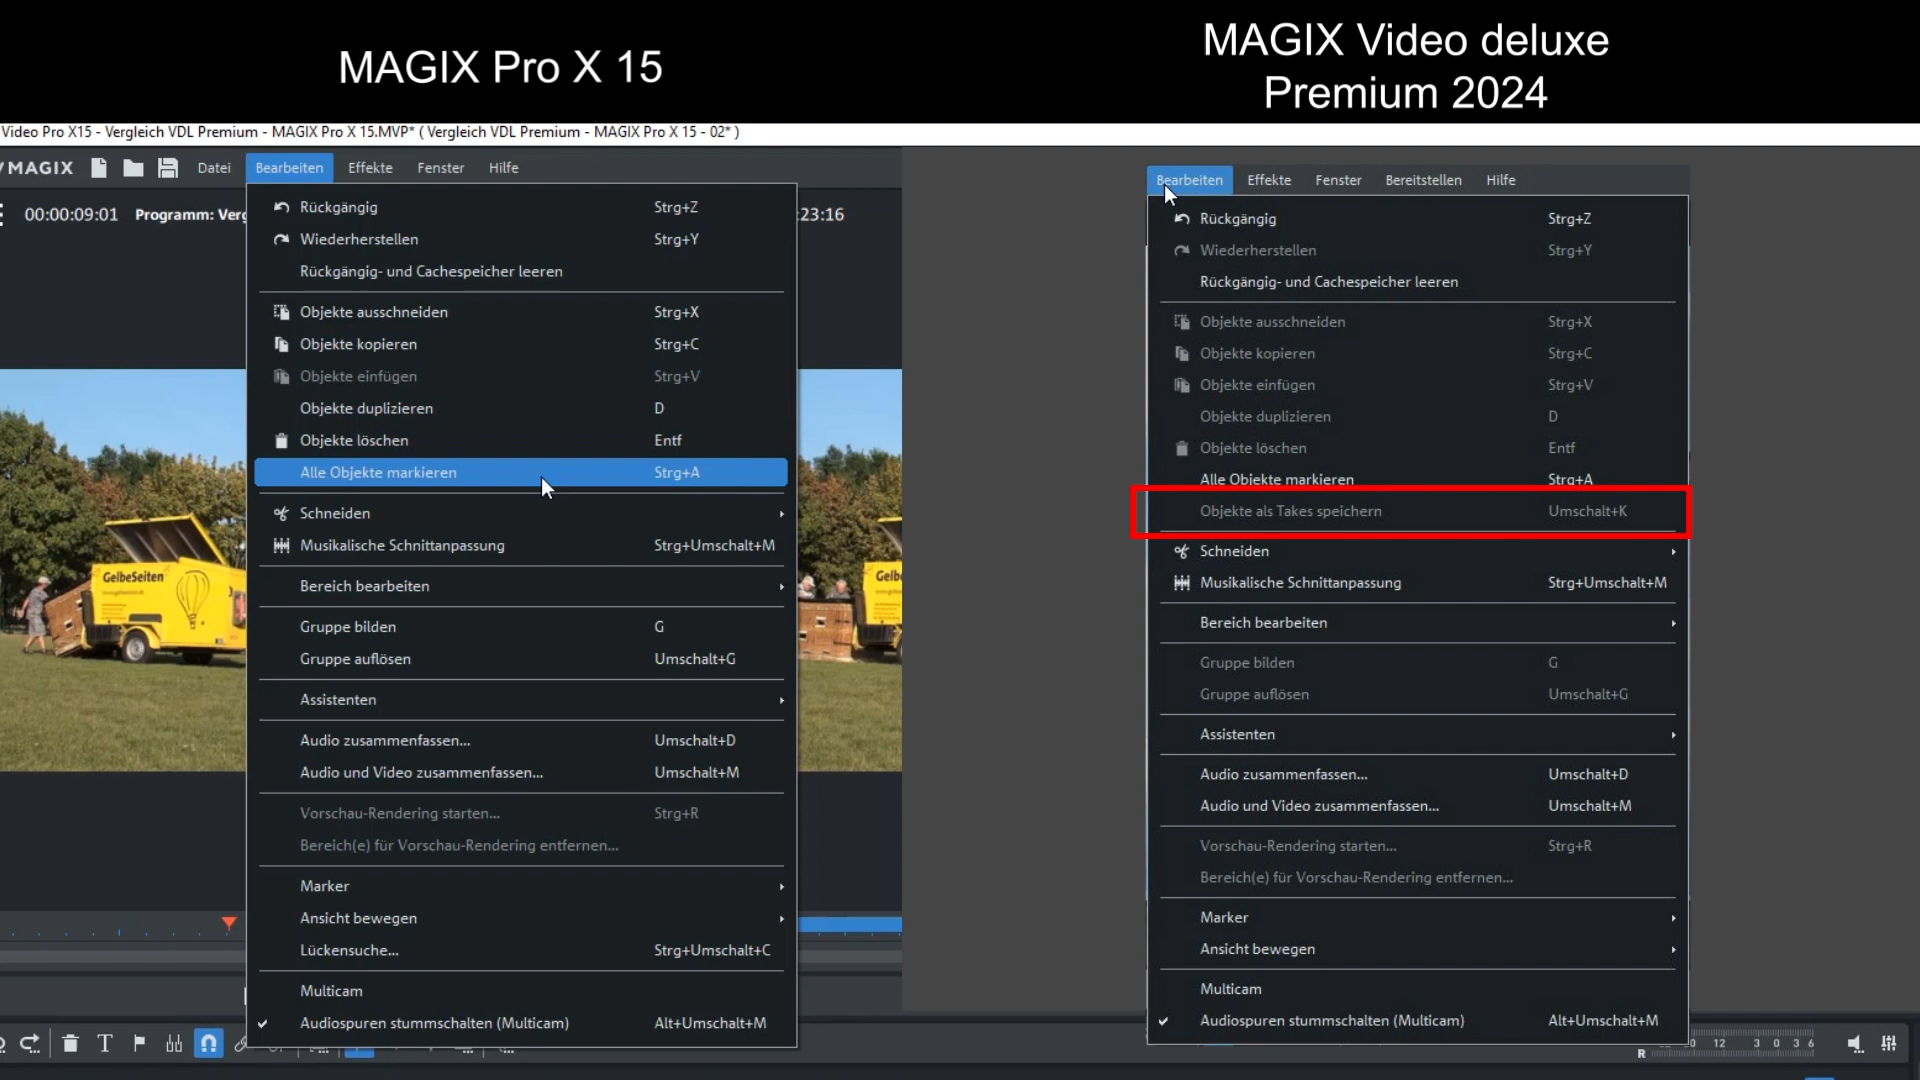 MAGIX Pro X 15
MAGIX Video deluxe
Premium 2024
Video Pro X15 - Vergleich VDL Premium - MAGIX Pro X 15.MVP* ( Vergleich VDL Premium - MAGIX Pro X 15 - 02* )
MAGIX Datei Bearbeiten Effekte Fenster Hilfe
00:00:09:01 Programm: Verg
:23:16
Rückgängig Strg+Z
Wiederherstellen Strg+Y
Rückgängig- und Cachespeicher leeren
Objekte ausschneiden Strg+X
Objekte kopieren Strg+C
Objekte einfügen Strg+V
Objekte duplizieren D
Objekte löschen Entf
Alle Objekte markieren Strg+A
Schneiden
Musikalische Schnittanpassung Strg+Umschalt+M
Bereich bearbeiten
Gruppe bilden G
Gruppe auflösen Umschalt+G
Assistenten
Audio zusammenfassen... Umschalt+D
Audio und Video zusammenfassen... Umschalt+M
Vorschau-Rendering starten... Strg+R
Bereich(e) für Vorschau-Rendering entfernen...
Marker
Ansicht bewegen
Lückensuche... Strg+Umschalt+C
Multicam
Audiospuren stummschalten (Multicam) Alt+Umschalt+M
GelbeSeiten
Gelb
Bearbeiten Effekte Fenster Bereitstellen Hilfe
Rückgängig Strg+Z
Wiederherstellen Strg+Y
Rückgängig- und Cachespeicher leeren
Objekte ausschneiden Strg+X
Objekte kopieren Strg+C
Objekte einfügen Strg+V
Objekte duplizieren D
Objekte löschen Entf
Alle Objekte markieren Strg+A
Objekte als Takes speichern Umschalt+K
Schneiden
Musikalische Schnittanpassung Strg+Umschalt+M
Bereich bearbeiten
Gruppe bilden G
Gruppe auflösen Umschalt+G
Assistenten
Audio zusammenfassen... Umschalt+D
Audio und Video zusammenfassen... Umschalt+M
Vorschau-Rendering starten... Strg+R
Bereich(e) für Vorschau-Rendering entfernen...
Marker
Ansicht bewegen
Multicam
Audiospuren stummschalten (Multicam) Alt+Umschalt+M
12 3 0 3 6
R